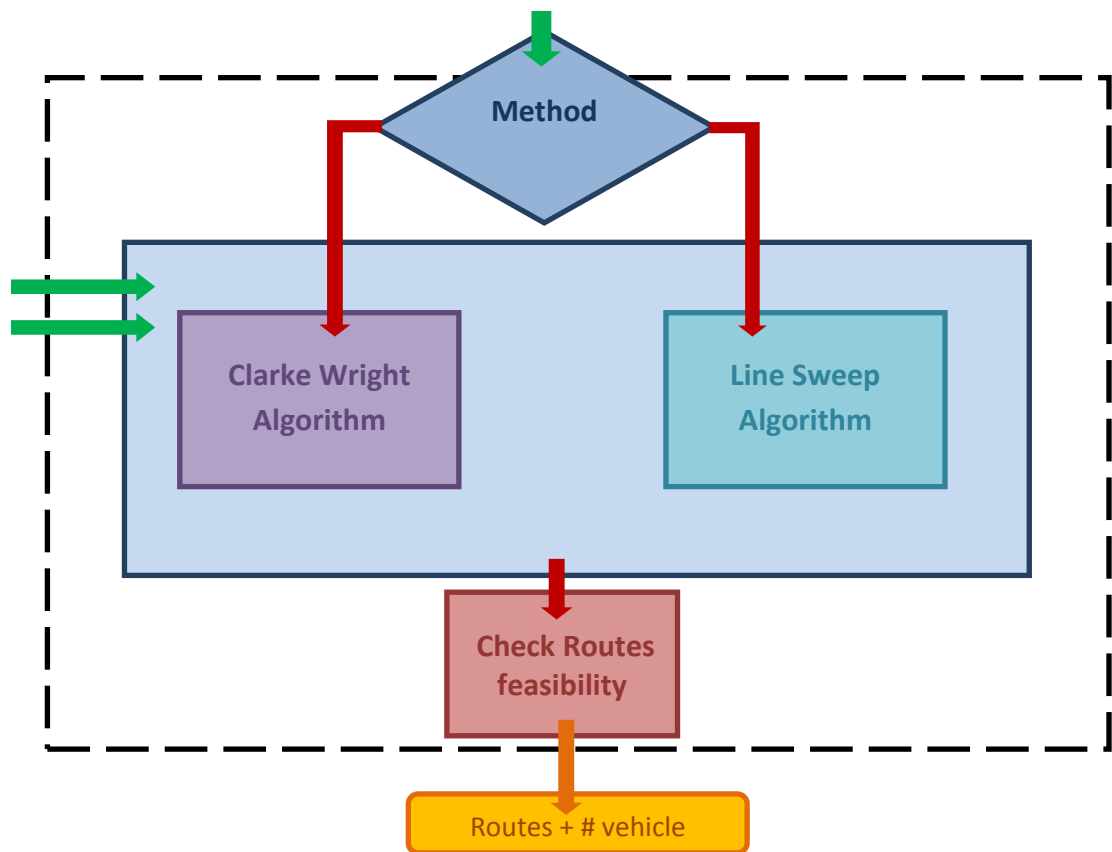 Method
Clarke Wright
Algorithm
Line Sweep
Algorithm
Check Routes
feasibility
Routes + # vehicle